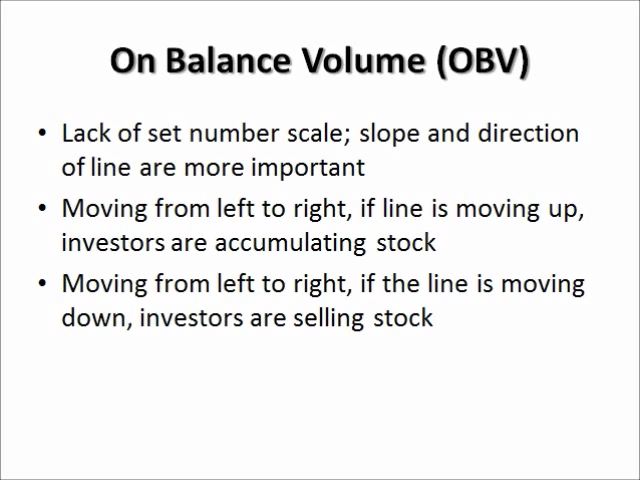 On Balance Volume (OBV)
• Lack of set number scale; slope and direction
of line are more important
• Moving from left to right, if line is moving up,
investors are accumulating stock
• Moving from left to right, if the line is moving
down, investors are selling stock